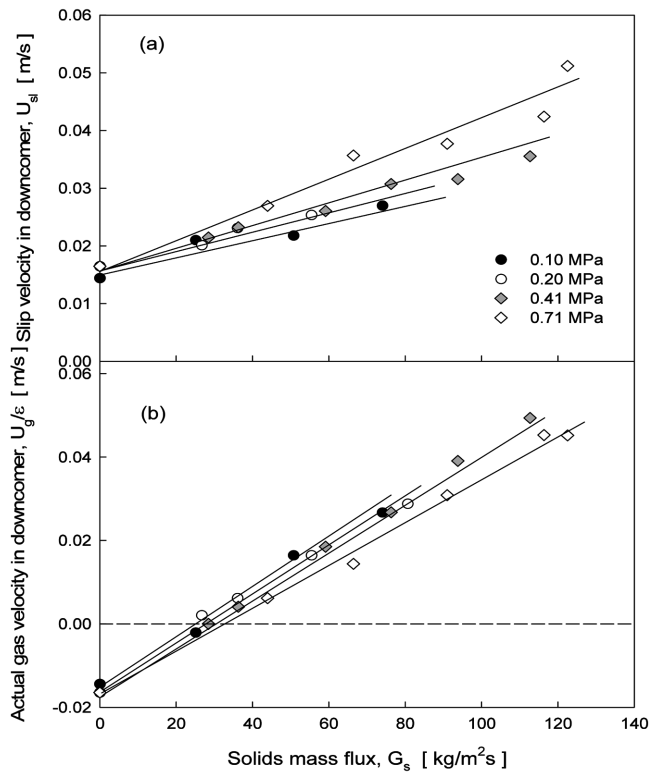 0.06
(a)
0.05
0.04
0.03
0.02
0.01
0.00
Slip velocity in downcomer, U_sl [ m/s]
0.10 MPa
0.20 MPa
0.41 MPa
0.71 MPa
0.06
(b)
0.04
0.02
0.00
-0.02
Actual gas velocity in downcomer, U_g/ε [ m/s]
0 20 40 60 80 100 120 140
Solids mass flux, G_s [ kg/m²s]